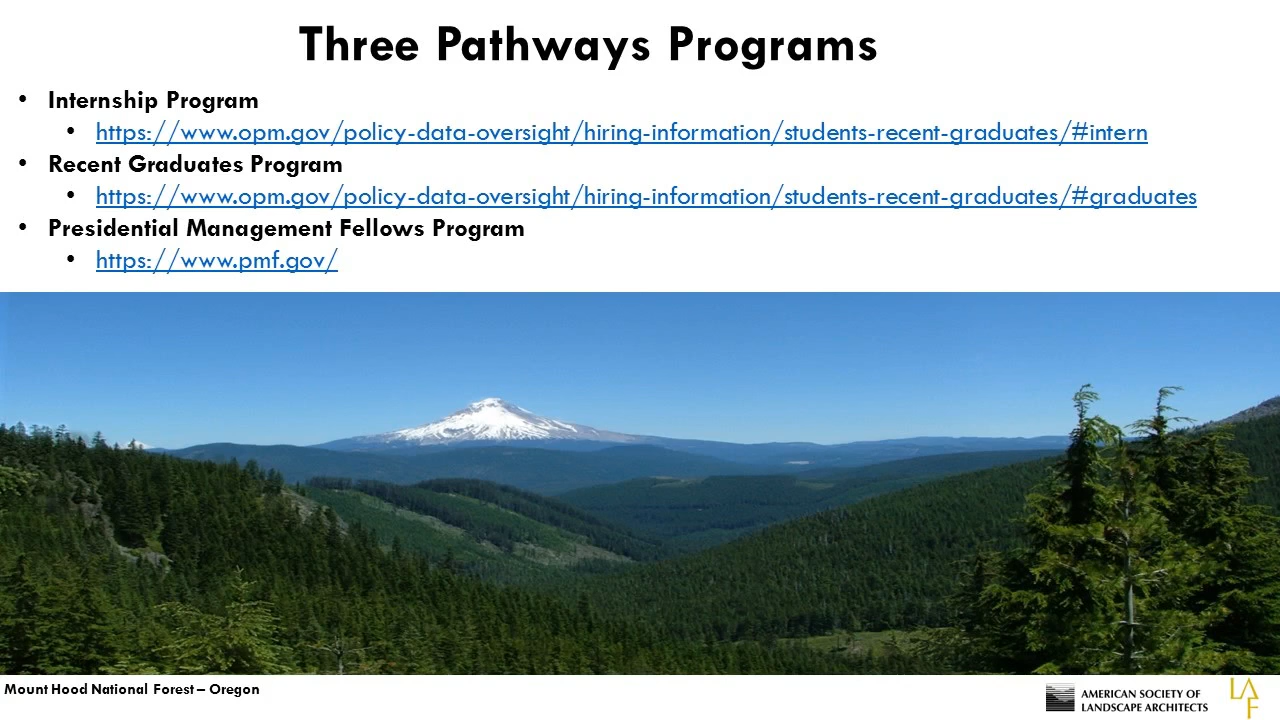 Three Pathways Programs
• Internship Program
• https://www.opm.gov/policy-data-oversight/hiring-information/students-recent-graduates/#intern
• Recent Graduates Program
• https://www.opm.gov/policy-data-oversight/hiring-information/students-recent-graduates/#graduates
• Presidential Management Fellows Program
• https://www.pmf.gov/
Mount Hood National Forest – Oregon
AMERICAN SOCIETY OF
LANDSCAPE ARCHITECTS
LAF